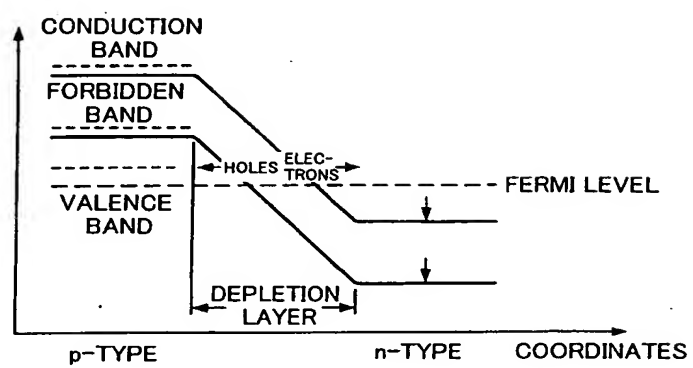 CONDUCTION
BAND
FORBIDDEN
BAND
HOLES
ELEC-
TRONS
FERMI LEVEL
VALENCE
BAND
DEPLETION
LAYER
p-TYPE
n-TYPE
COORDINATES